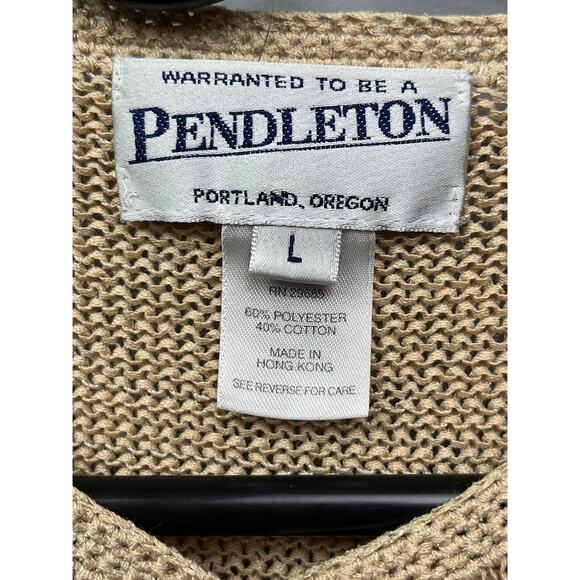 WARRANTED TO BE A
PENDLETON
PORTLAND, OREGON
L
RN 29685
60% POLYESTER
40% COTTON
MADE IN
HONG KONG
SEE REVERSE FOR CARE